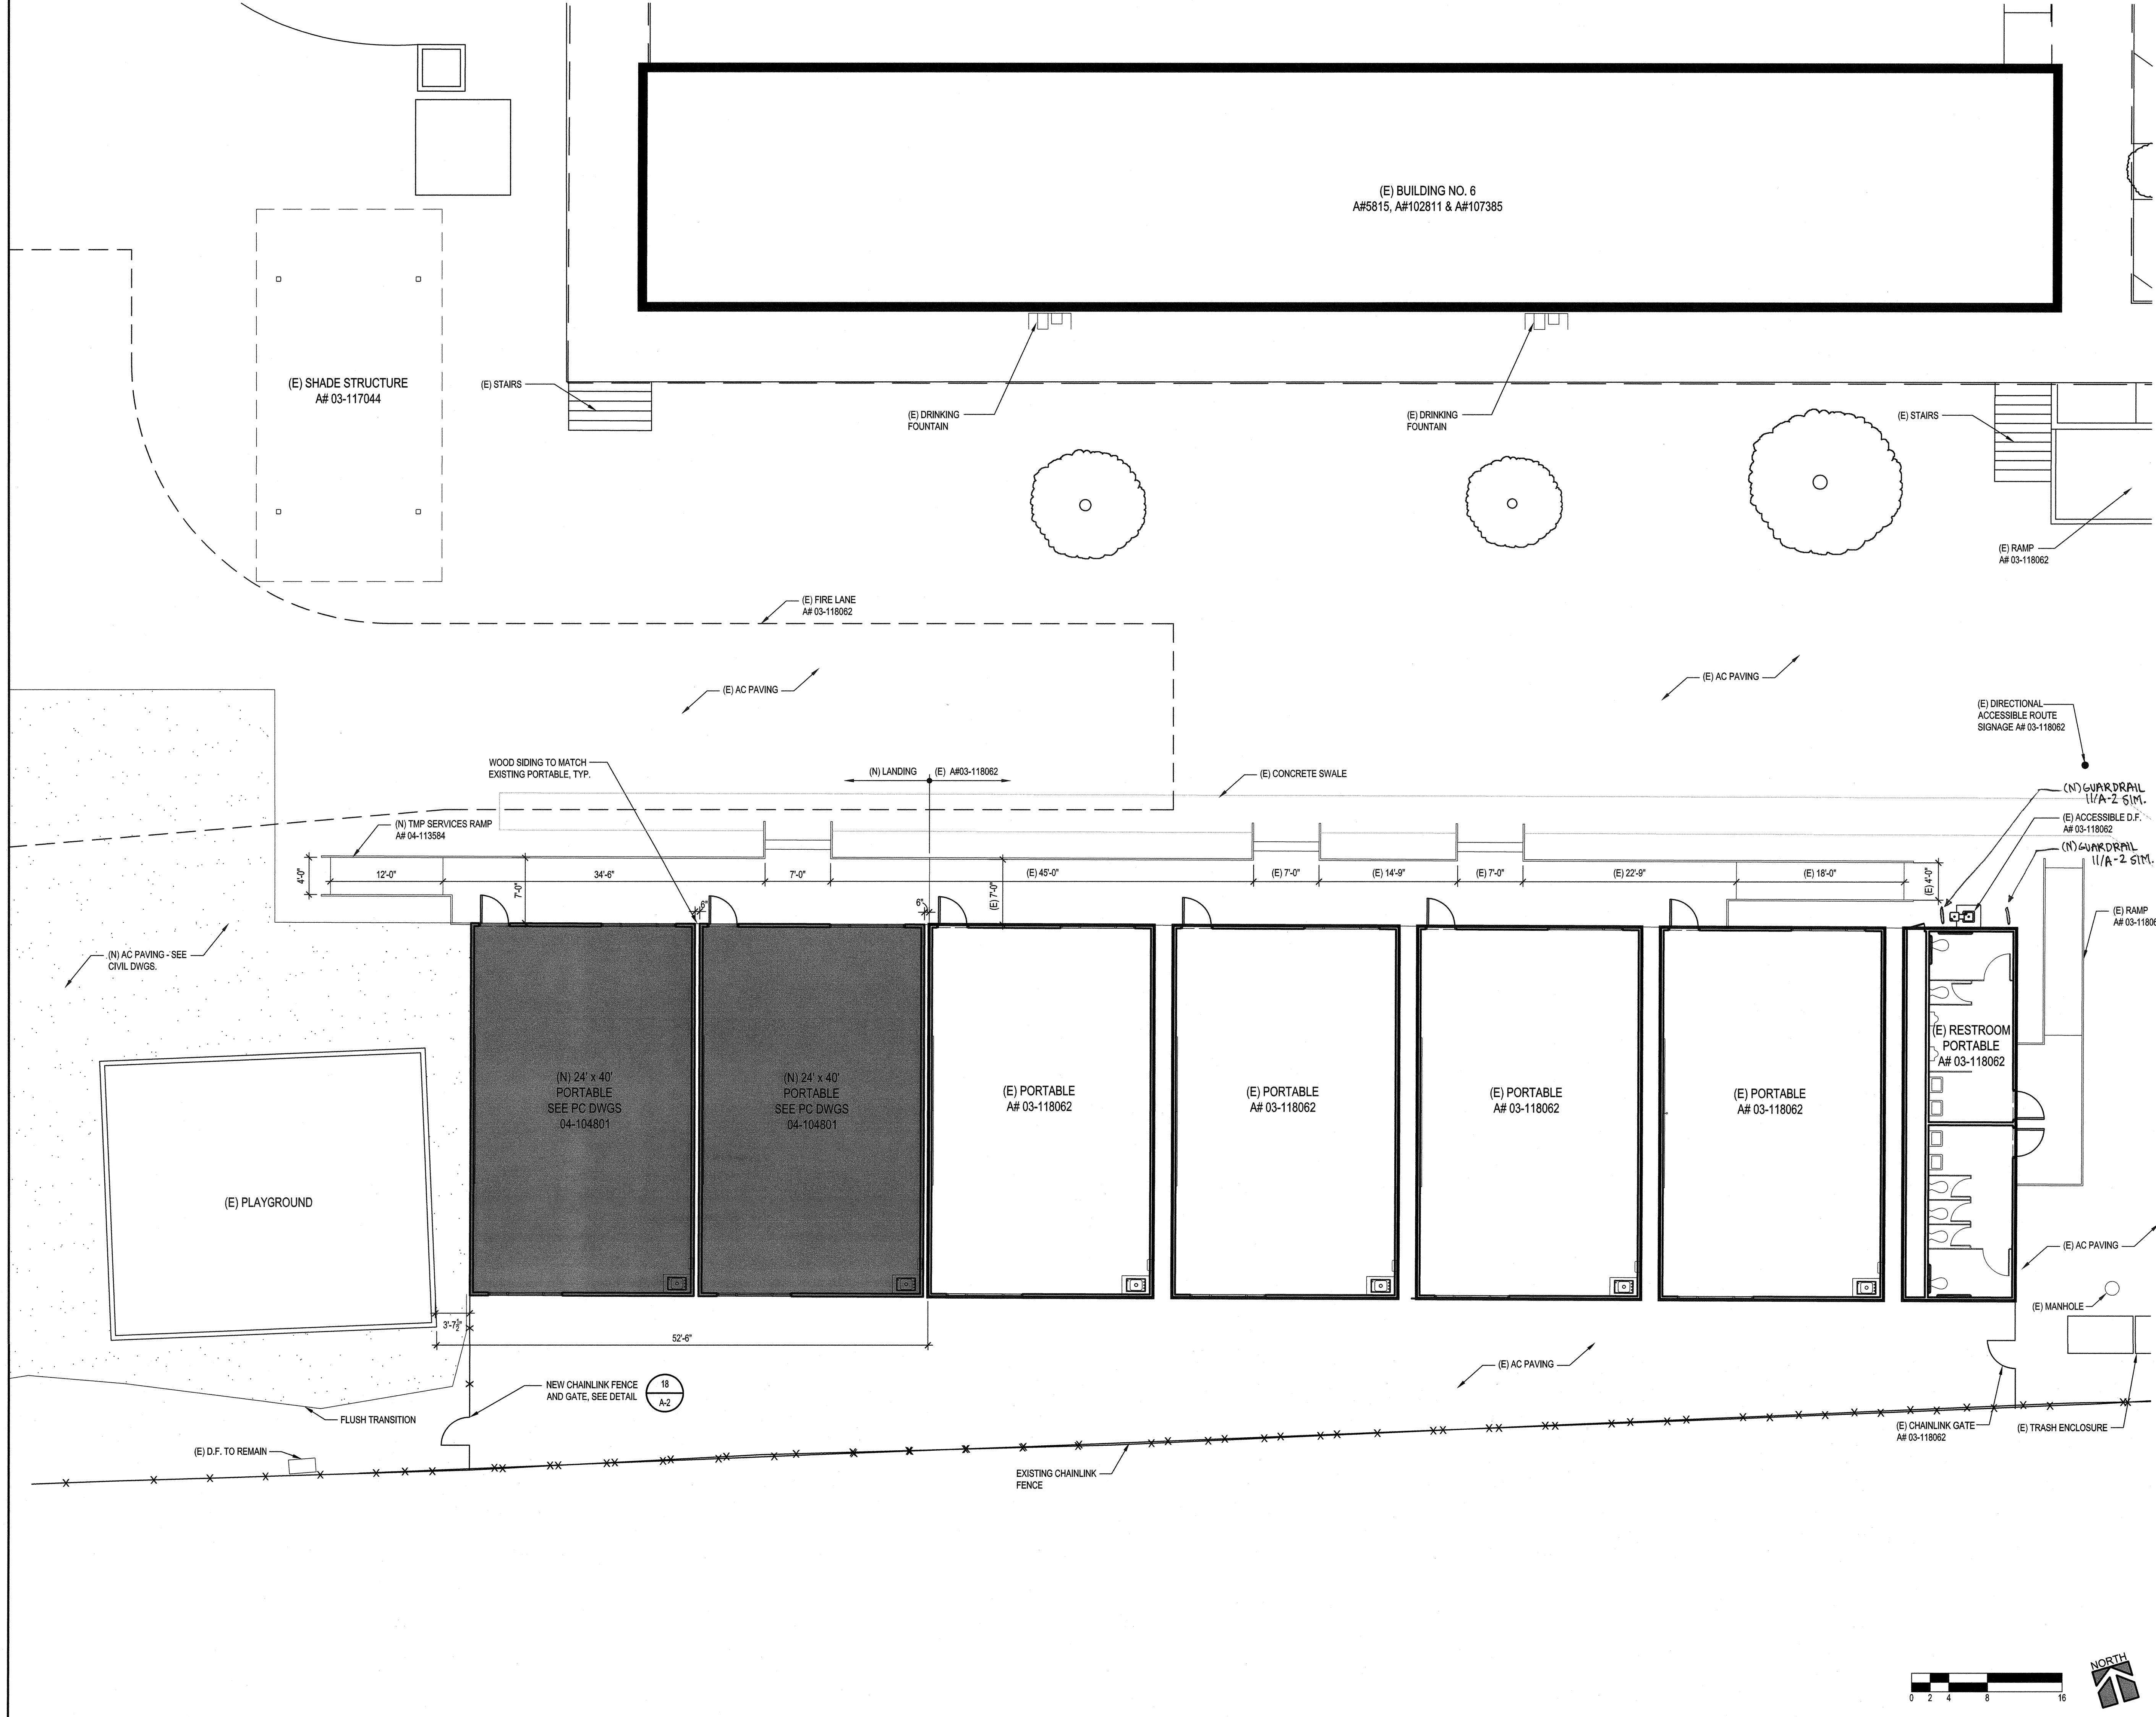 (E) BUILDING NO. 6
A#5815, A#102811 & A#107385
(E) SHADE STRUCTURE
A# 03-117044
(E) STAIRS
(E) DRINKING
FOUNTAIN
(E) DRINKING
FOUNTAIN
(E) STAIRS
(E) RAMP
A# 03-118062
(E) FIRE LANE
A# 03-118062
(E) AC PAVING
(E) AC PAVING
(E) DIRECTIONAL
ACCESSIBLE ROUTE
SIGNAGE A# 03-118062
WOOD SIDING TO MATCH
EXISTING PORTABLE, TYP.
(N) LANDING
(E) A#03-118062
(E) CONCRETE SWALE
(N) GUARDRAIL
11/A-2 SIM.
(E) ACCESSIBLE D.F.
A# 03-118062
(N) GUARDRAIL
11/A-2 SIM.
(N) TMP SERVICES RAMP
A# 04-113584
4'-0"
12'-0"
34'-6"
7'-0"
7'-0"
(E) 45'-0"
(E) 7'-0"
(E) 7'-0"
(E) 14'-9"
(E) 7'-0"
(E) 22'-9"
(E) 18'-0"
(E) 4'-0"
6"
6"
(E) RAMP
A# 03-1180
(N) AC PAVING - SEE
CIVIL DWGS.
(N) 24' x 40'
PORTABLE
SEE PC DWGS
04-104801
(N) 24' x 40'
PORTABLE
SEE PC DWGS
04-104801
(E) PORTABLE
A# 03-118062
(E) PORTABLE
A# 03-118062
(E) PORTABLE
A# 03-118062
(E) PORTABLE
A# 03-118062
(E) RESTROOM
PORTABLE
A# 03-118062
(E) PLAYGROUND
(E) AC PAVING
(E) MANHOLE
3'-7½"
52'-6"
(E) AC PAVING
NEW CHAINLINK FENCE
AND GATE, SEE DETAIL
18
A-2
FLUSH TRANSITION
(E) D.F. TO REMAIN
EXISTING CHAINLINK
FENCE
(E) CHAINLINK GATE
A# 03-118062
(E) TRASH ENCLOSURE
0 2 4 8 16
NORTH